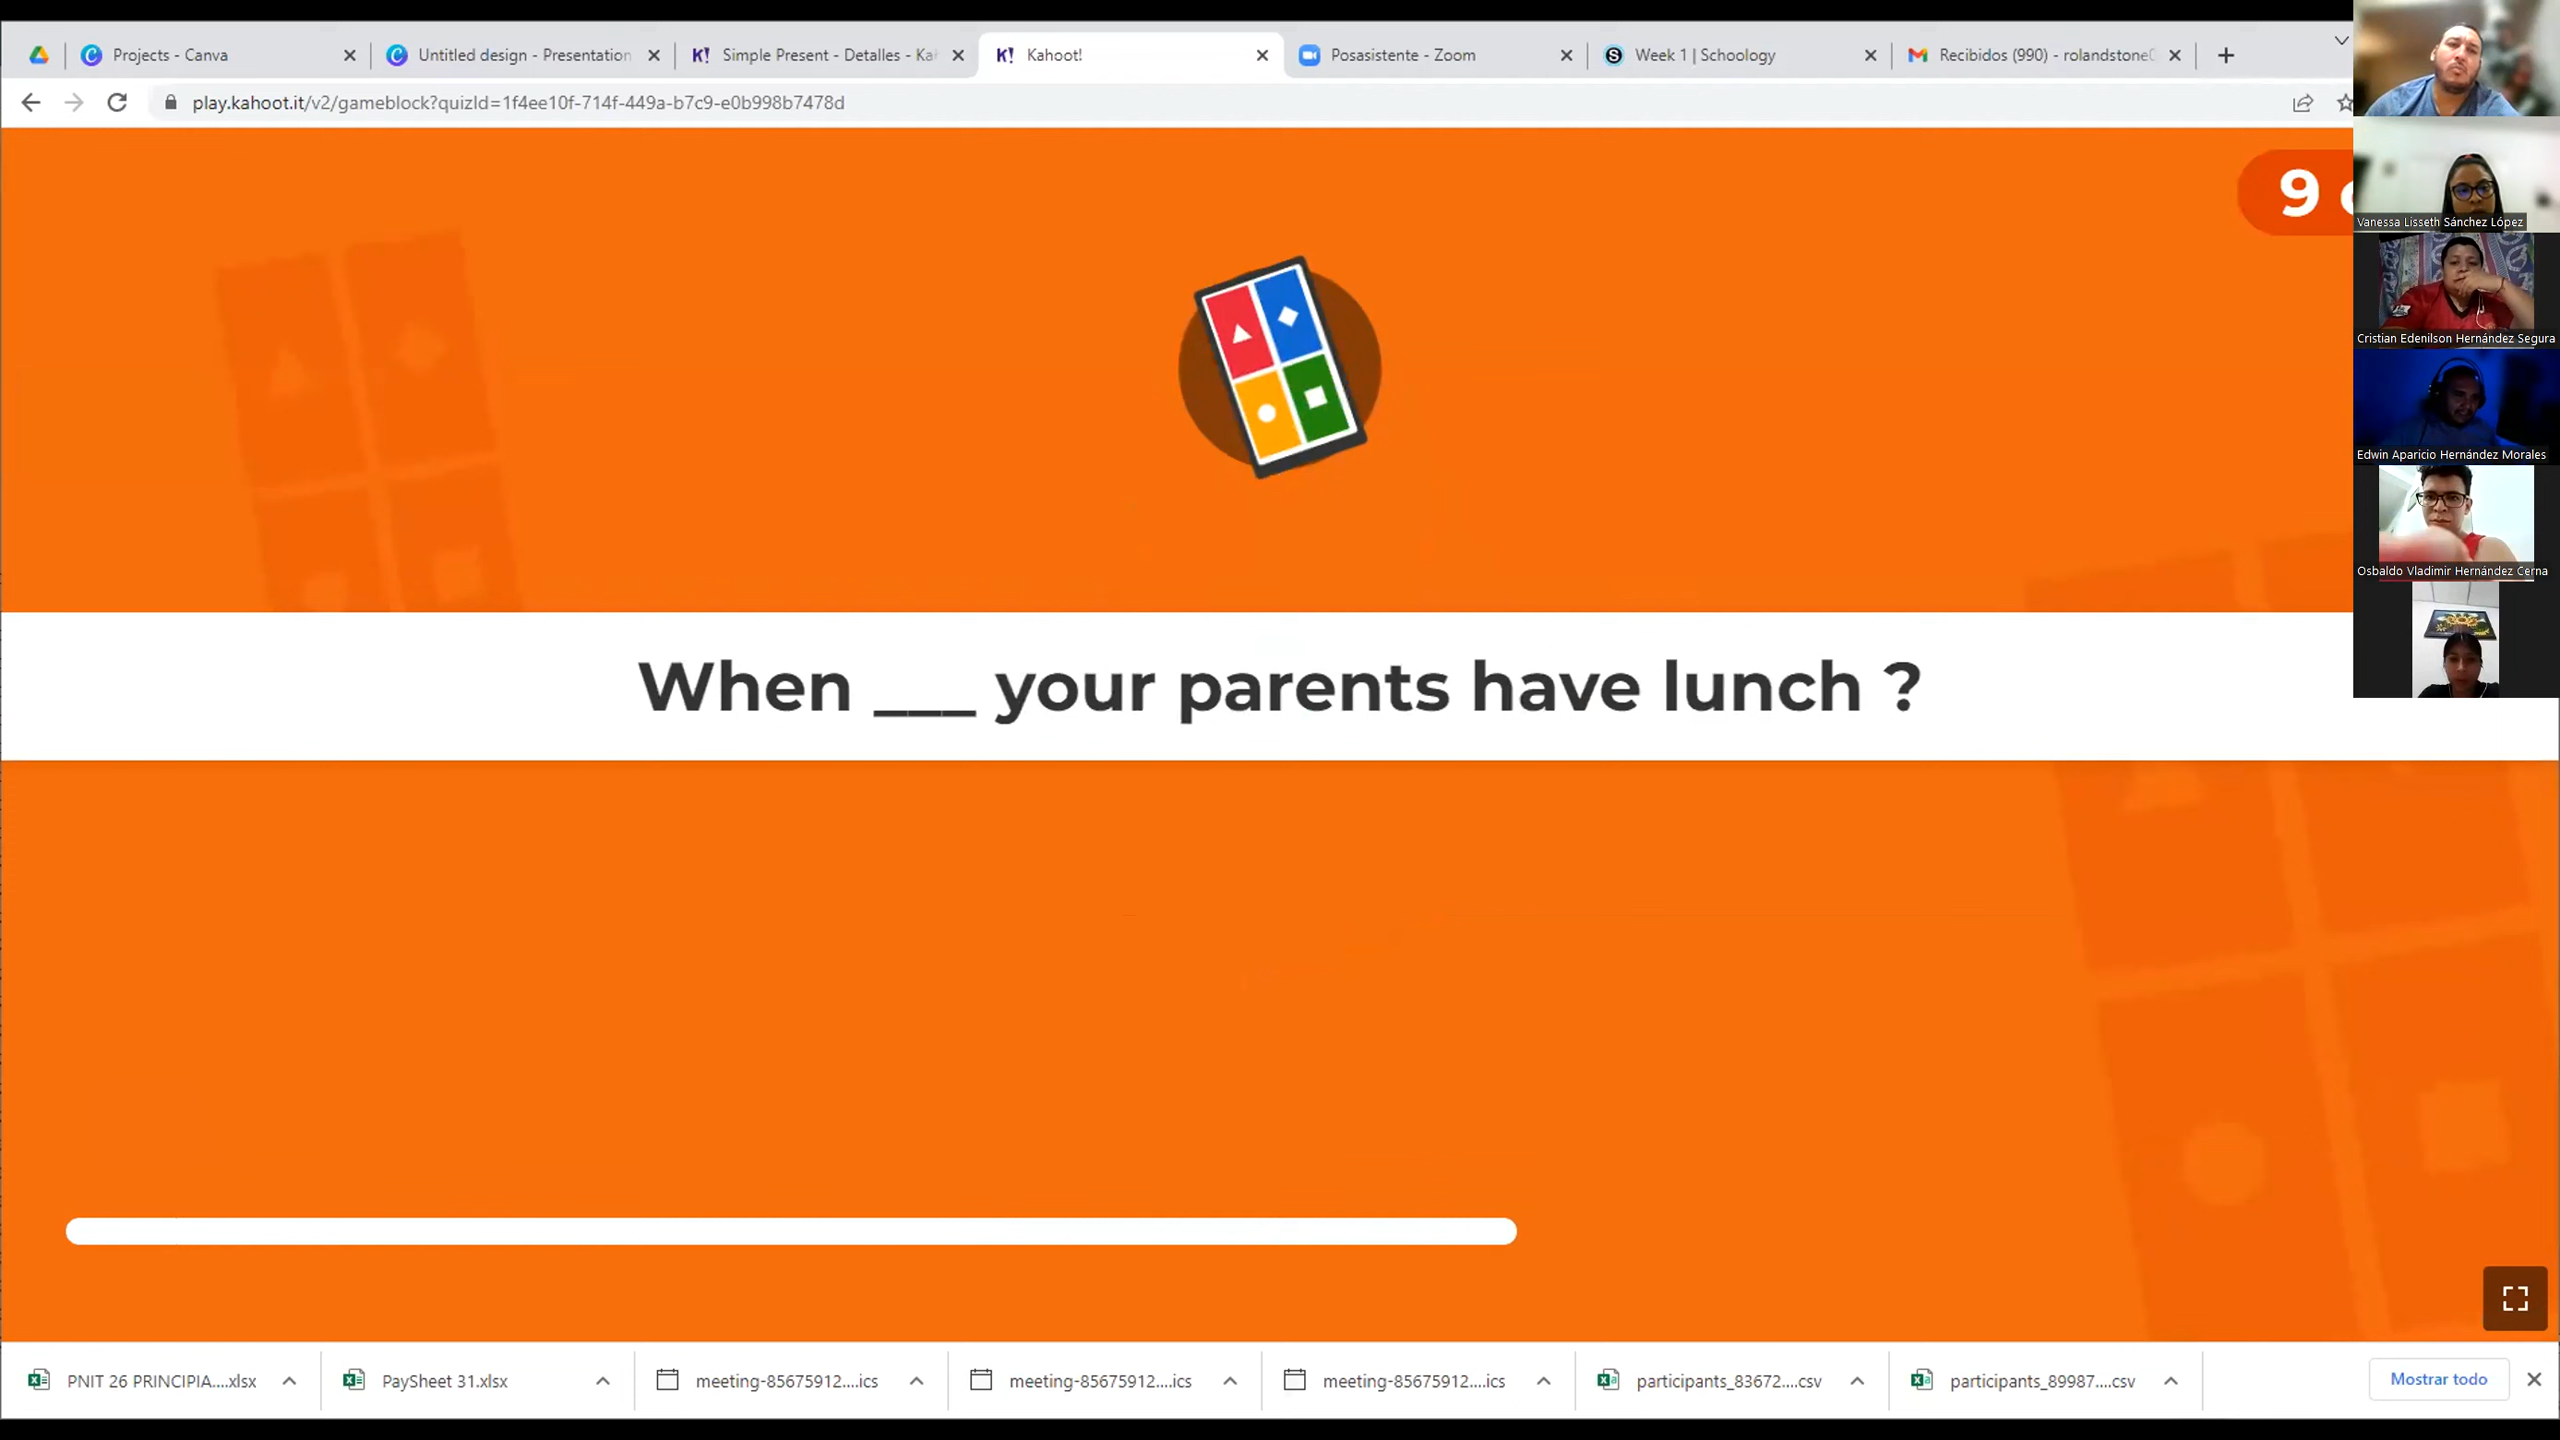 Projects - Canva
Untitled design - Presentation
Simple Present - Detalles - Kah
Kahoot!
Posasistente - Zoom
Week 1 | Schoology
Recibidos (990) - rolandstone
play.kahoot.it/v2/gameblock?quizId=1f4ee10f-714f-449a-b7c9-e0b998b7478d
9
Vanessa Lisseth Sánchez López
Cristian Edenilson Hernández Segura
Edwin Aparicio Hernández Morales
Osbaldo Vladimir Hernández Cerna
When ___ your parents have lunch ?
PNIT 26 PRINCIPIA....xlsx
PaySheet 31.xlsx
meeting-85675912....ics
meeting-85675912....ics
meeting-85675912....ics
participants_83672....csv
participants_89987....csv
Mostrar todo